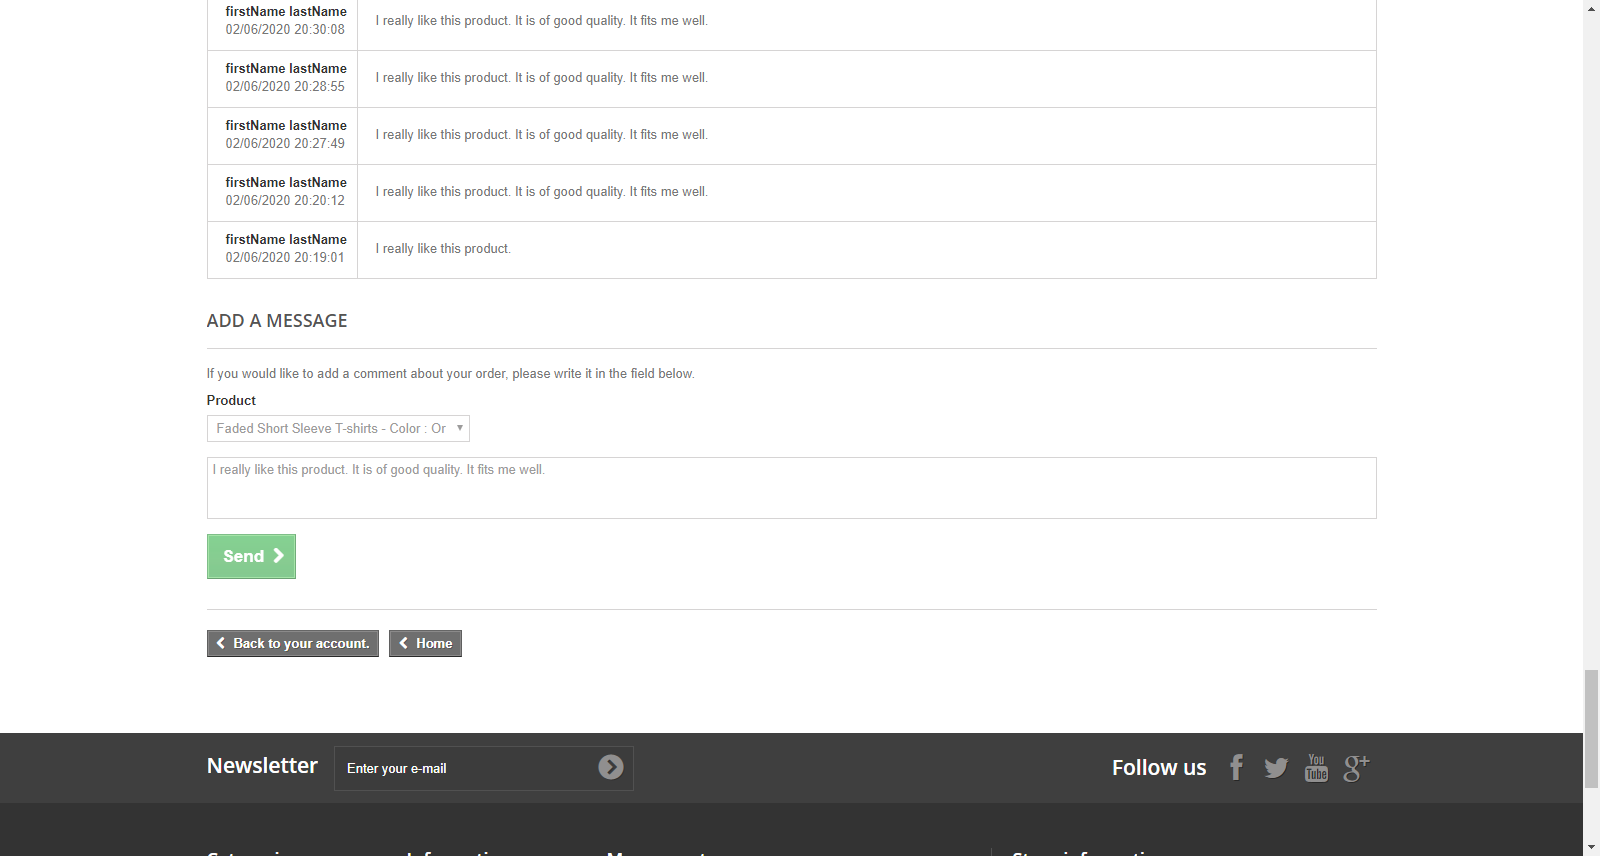 firstName lastName
02/06/2020 20:30:08
I really like this product. It is of good quality. It fits me well.
firstName lastName
02/06/2020 20:28:55
I really like this product. It is of good quality. It fits me well.
firstName lastName
02/06/2020 20:27:49
I really like this product. It is of good quality. It fits me well.
firstName lastName
02/06/2020 20:20:12
I really like this product. It is of good quality. It fits me well.
firstName lastName
02/06/2020 20:19:01
I really like this product.
ADD A MESSAGE
If you would like to add a comment about your order, please write it in the field below.
Product
Faded Short Sleeve T-shirts - Color : Or
I really like this product. It is of good quality. It fits me well.
Send
Back to your account. Home
Newsletter Enter your e-mail Follow us You Tube g+